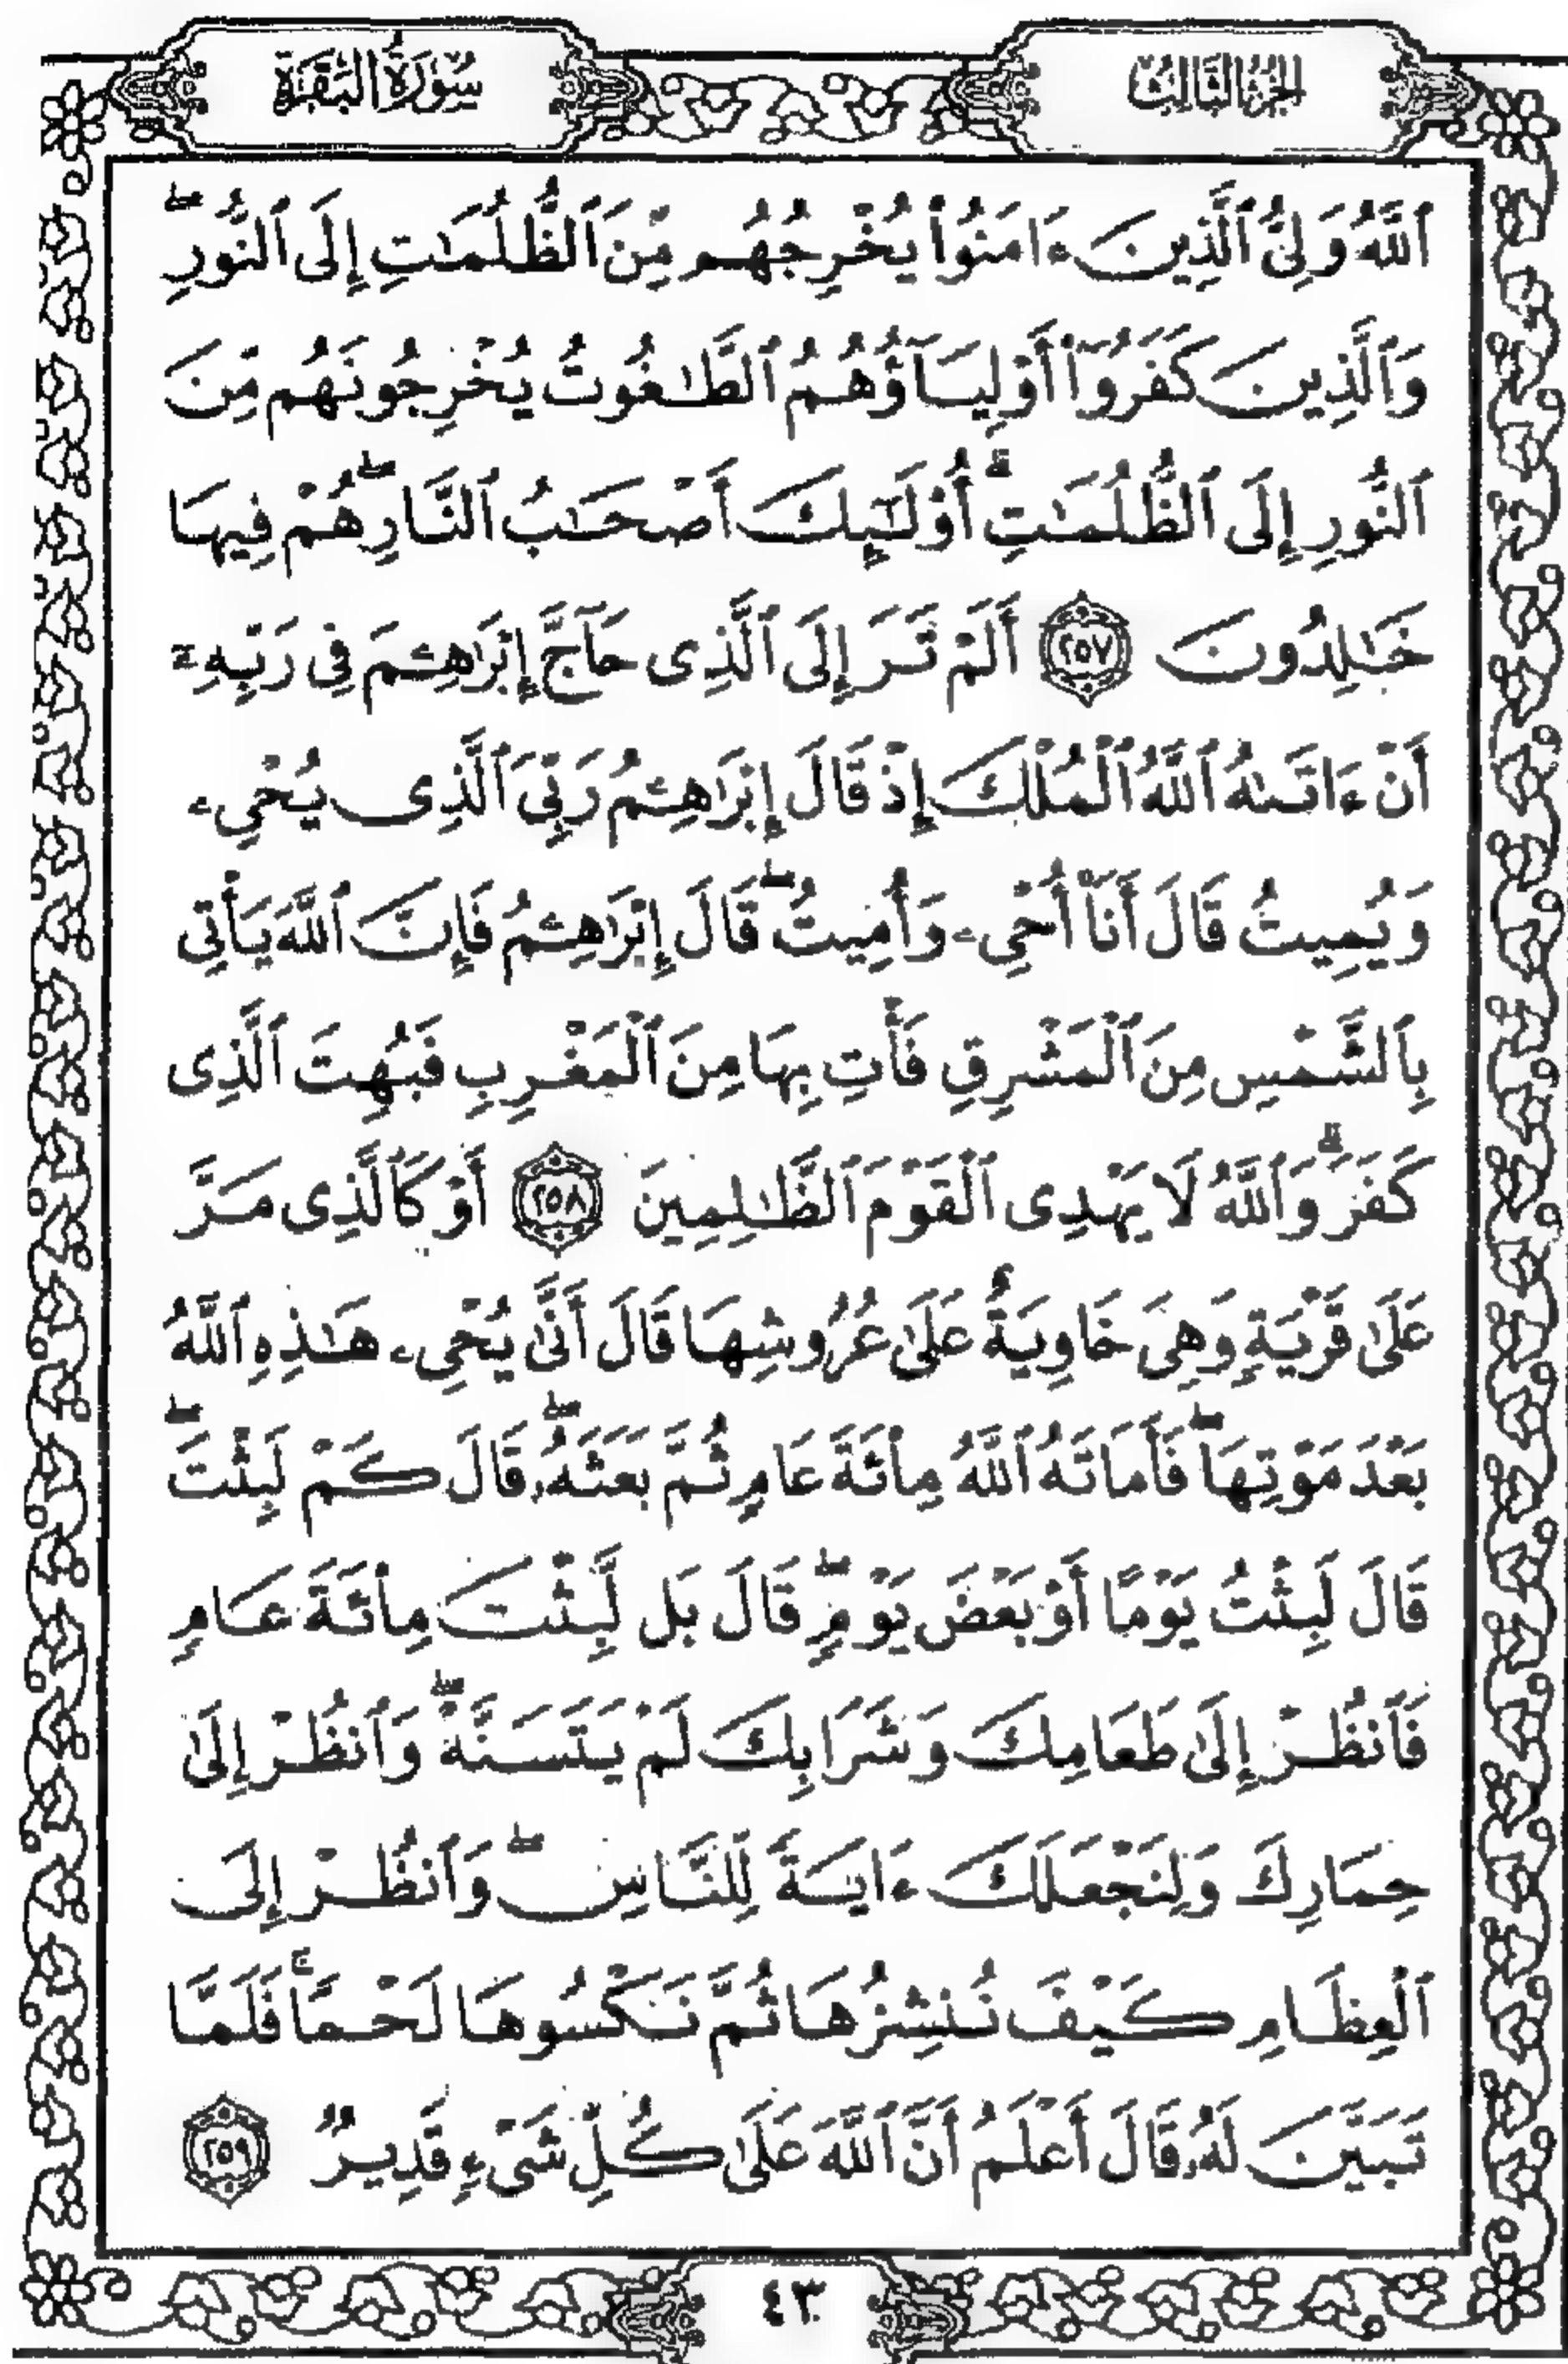 الجزء الثالث
سورة البقرة
ٱللَّهُ وَلِىُّ ٱلَّذِينَ ءَامَنُوا۟ يُخْرِجُهُم مِّنَ ٱلظُّلُمَـٰتِ إِلَى ٱلنُّورِ ۖ
وَٱلَّذِينَ كَفَرُوٓا۟ أَوْلِيَآؤُهُمُ ٱلطَّـٰغُوتُ يُخْرِجُونَهُم مِّنَ
ٱلنُّورِ إِلَى ٱلظُّلُمَـٰتِ ۗ أُو۟لَـٰٓئِكَ أَصْحَـٰبُ ٱلنَّارِ ۖ هُمْ فِيهَا
خَـٰلِدُونَ ٢٥٧ أَلَمْ تَرَ إِلَى ٱلَّذِى حَآجَّ إِبْرَٰهِـۧمَ فِى رَبِّهِۦٓ
أَنْ ءَاتَىٰهُ ٱللَّهُ ٱلْمُلْكَ إِذْ قَالَ إِبْرَٰهِـۧمُ رَبِّىَ ٱلَّذِى يُحْىِۦ
وَيُمِيتُ قَالَ أَنَا۠ أُحْىِۦ وَأُمِيتُ ۖ قَالَ إِبْرَٰهِـۧمُ فَإِنَّ ٱللَّهَ يَأْتِى
بِٱلشَّمْسِ مِنَ ٱلْمَشْرِقِ فَأْتِ بِهَا مِنَ ٱلْمَغْرِبِ فَبُهِتَ ٱلَّذِى
كَفَرَ ۗ وَٱللَّهُ لَا يَهْدِى ٱلْقَوْمَ ٱلظَّـٰلِمِينَ ٢٥٨ أَوْ كَٱلَّذِى مَرَّ
عَلَىٰ قَرْيَةٍ وَهِىَ خَاوِيَةٌ عَلَىٰ عُرُوشِهَا قَالَ أَنَّىٰ يُحْىِۦ هَـٰذِهِ ٱللَّهُ
بَعْدَ مَوْتِهَا ۖ فَأَمَاتَهُ ٱللَّهُ مِا۟ئَةَ عَامٍ ثُمَّ بَعَثَهُۥ ۖ قَالَ كَمْ لَبِثْتَ ۖ
قَالَ لَبِثْتُ يَوْمًا أَوْ بَعْضَ يَوْمٍ ۖ قَالَ بَل لَّبِثْتَ مِا۟ئَةَ عَامٍ
فَٱنظُرْ إِلَىٰ طَعَامِكَ وَشَرَابِكَ لَمْ يَتَسَنَّهْ ۖ وَٱنظُرْ إِلَىٰ
حِمَارِكَ وَلِنَجْعَلَكَ ءَايَةً لِّلنَّاسِ ۖ وَٱنظُرْ إِلَى
ٱلْعِظَامِ كَيْفَ نُنشِزُهَا ثُمَّ نَكْسُوهَا لَحْمًا ۚ فَلَمَّا
تَبَيَّنَ لَهُۥ قَالَ أَعْلَمُ أَنَّ ٱللَّهَ عَلَىٰ كُلِّ شَىْءٍ قَدِيرٌ ٢٥٩
٤٣